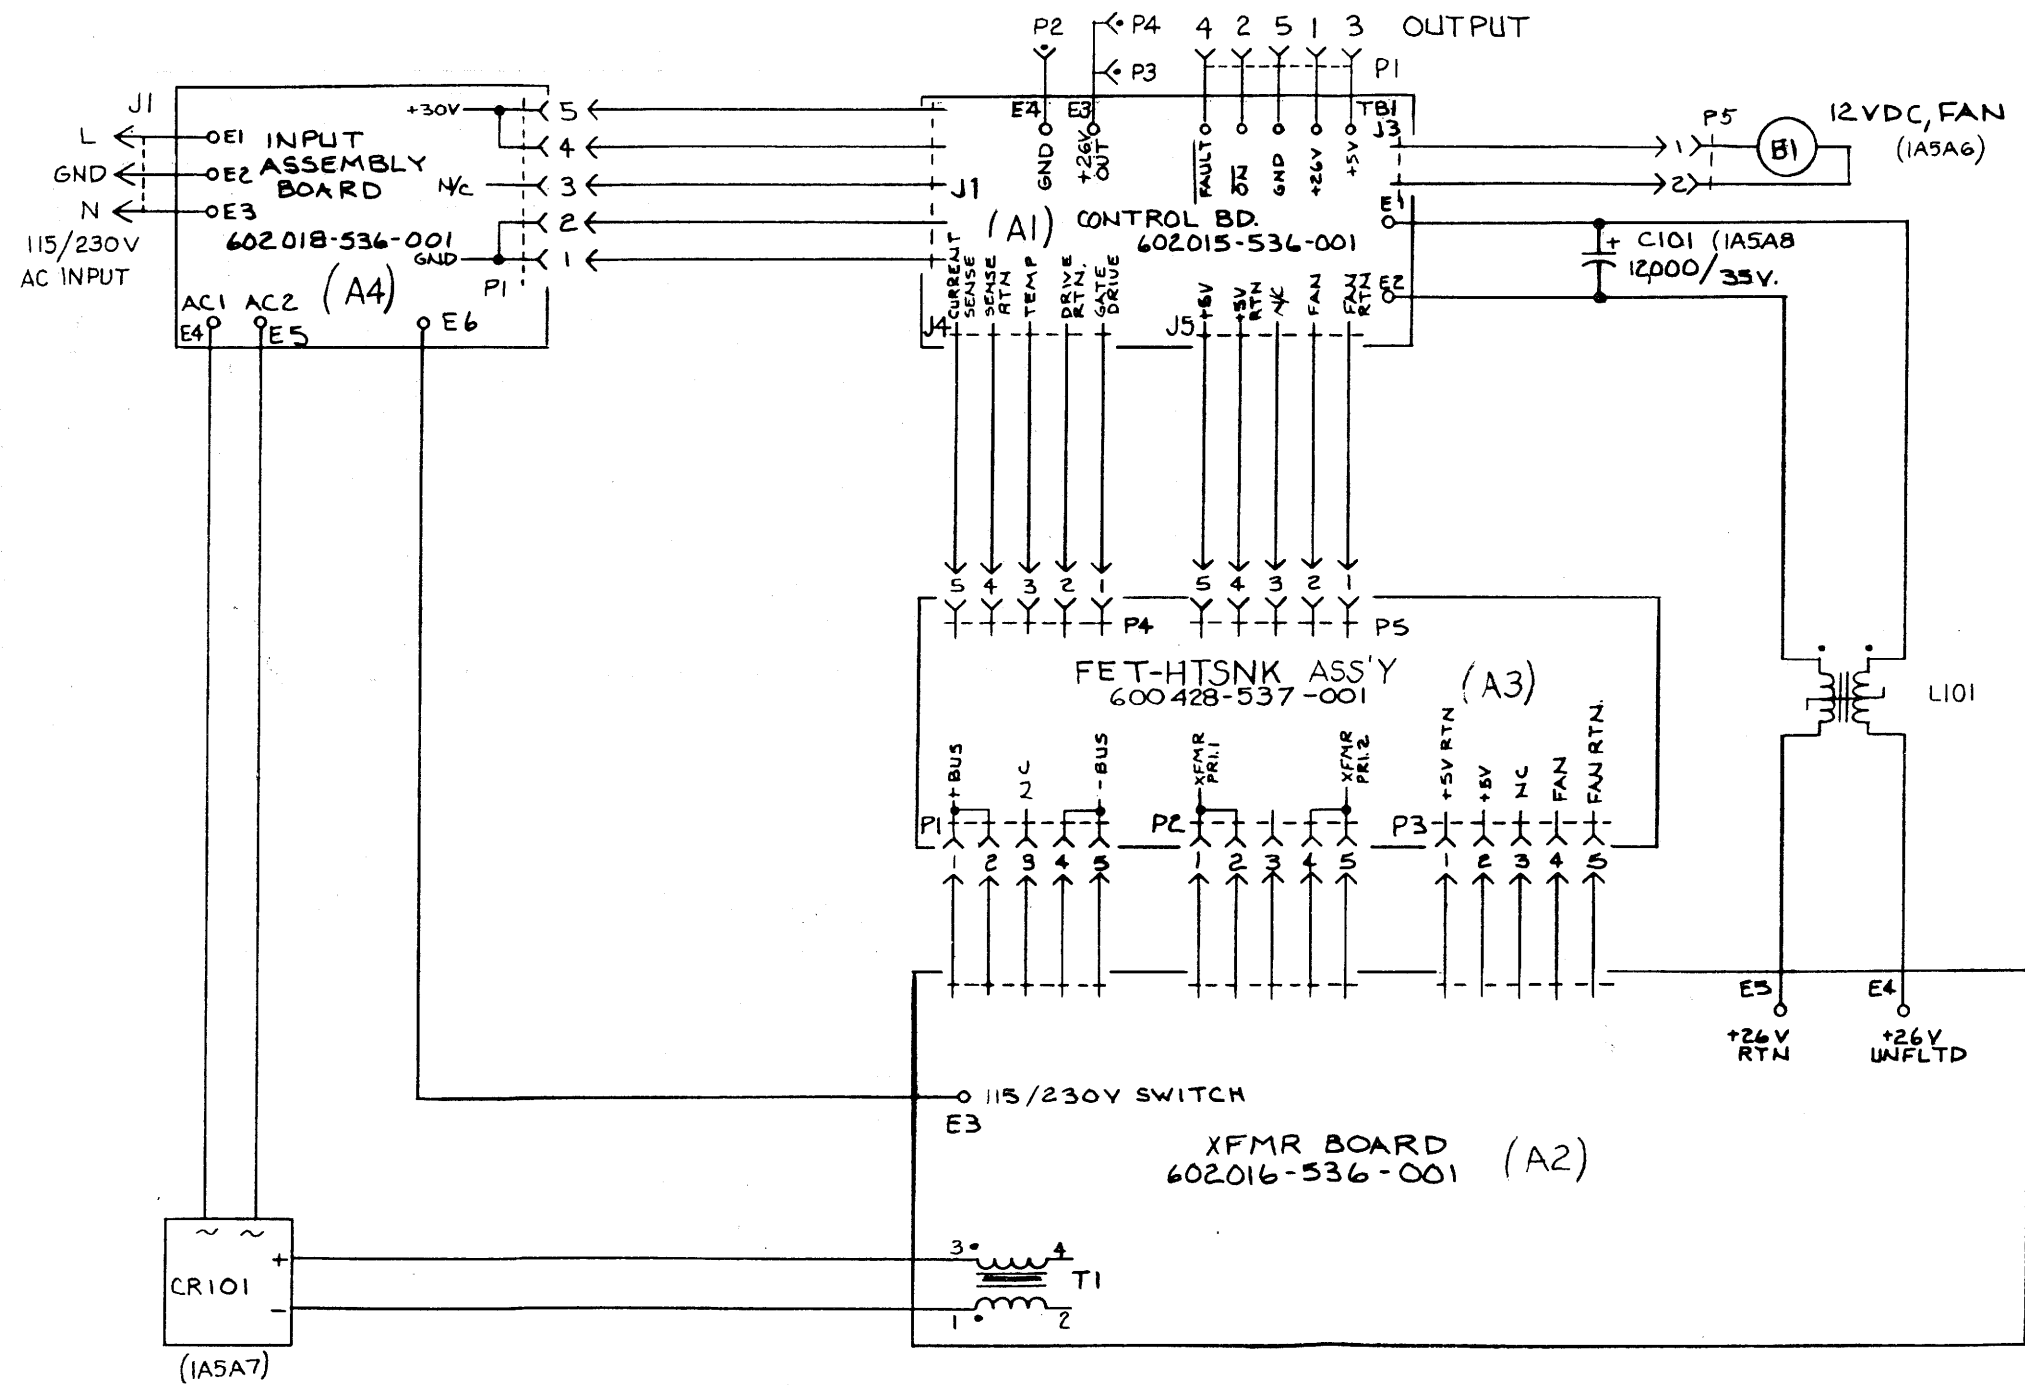 P2
P4
P3
4 2 5 1 3 OUTPUT
P1
J1
L
GND
N
115/230V
AC INPUT
E1
E2
E3
INPUT
ASSEMBLY
BOARD
602018-536-001
(A4)
AC1 AC2
E4 E5
E6
+30V
N/C
GND
P1
5
4
3
2
1
E4
GND
E3
+26V
OUT
TB1
FAULT
ON
GND
+26V
+5V
J3
J1
(A1) CONTROL BD.
602015-536-001
E1
E2
CURRENT
SENSE
SENSE
RTN
TEMP
DRIVE
RTN.
GATE
DRIVE
J4
J5
+5V
+5V
RTN
N/C
FAN
FAN
RTN
1
2
P5
B1
12VDC, FAN
(1A5A6)
+ C101 (1A5A8
12,000/35V.
5 4 3 2 1
P4
5 4 3 2 1
P5
FET-HTSNK ASS'Y (A3)
600428-537-001
+BUS
NC
-BUS
XFMR
PRI.1
XFMR
PRI.2
+5V RTN
+5V
NC
FAN
FAN RTN.
P1
P2
P3
1 2 3 4 5
1 2 3 4 5
1 2 3 4 5
L101
E5
+26V
RTN
E4
+26V
UNFLTD
115/230V SWITCH
E3
XFMR BOARD (A2)
602016-536-001
~ ~
+
CR101
-
(1A5A7)
3 4
T1
1 2